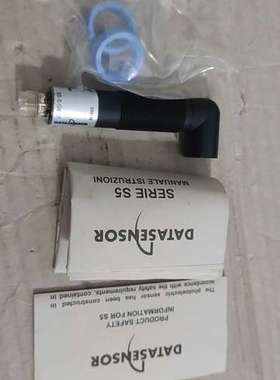 DATASENSOR
SERIE S5
MANUALE ISTRUZIONI
DATASENSOR
PRODUCT SAFETY
INFORMATION FOR S5
The photoelectric sensor has been constructed in
accordance with the safety requirements, contained in